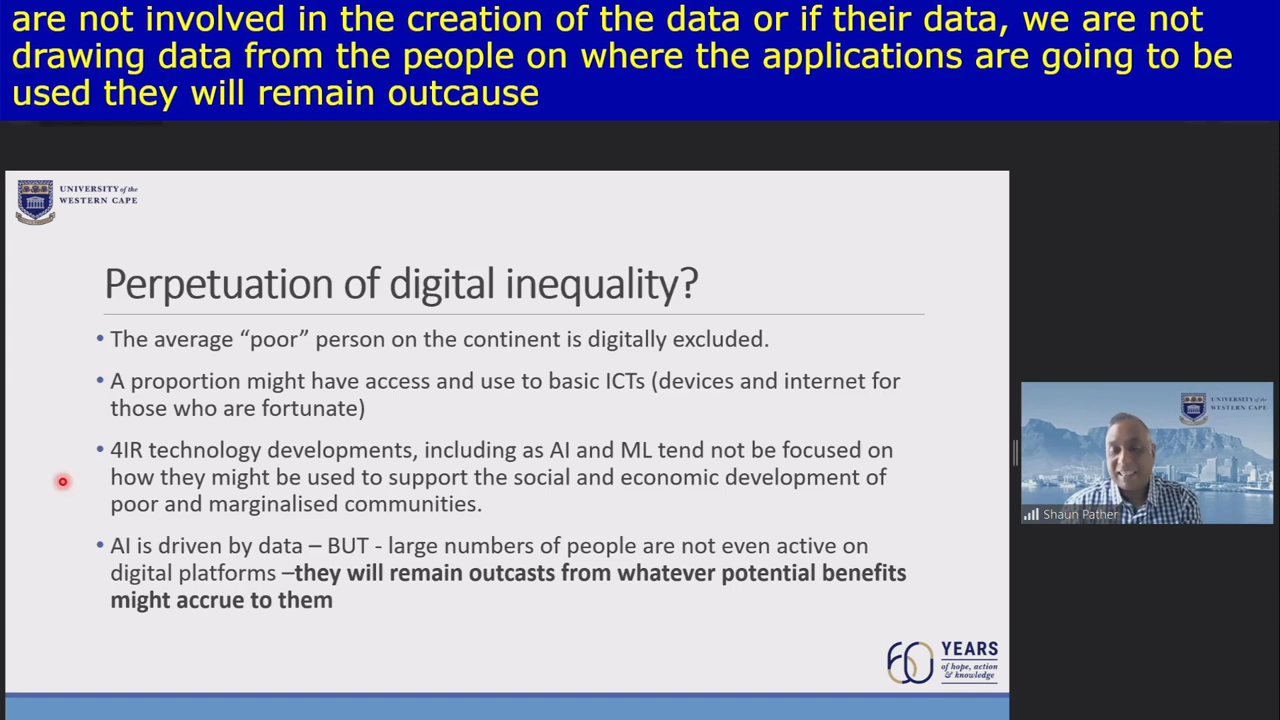 are not involved in the creation of the data or if their data, we are not
drawing data from the people on where the applications are going to be
used they will remain outcause
UNIVERSITY of the
WESTERN CAPE
Perpetuation of digital inequality?
• The average “poor” person on the continent is digitally excluded.
• A proportion might have access and use to basic ICTs (devices and internet for
those who are fortunate)
• 4IR technology developments, including as AI and ML tend not be focused on
how they might be used to support the social and economic development of
poor and marginalised communities.
• AI is driven by data – BUT - large numbers of people are not even active on
digital platforms –they will remain outcasts from whatever potential benefits
might accrue to them
60 YEARS
of hope, action
& knowledge
UNIVERSITY of the
WESTERN CAPE
Shaun Pather